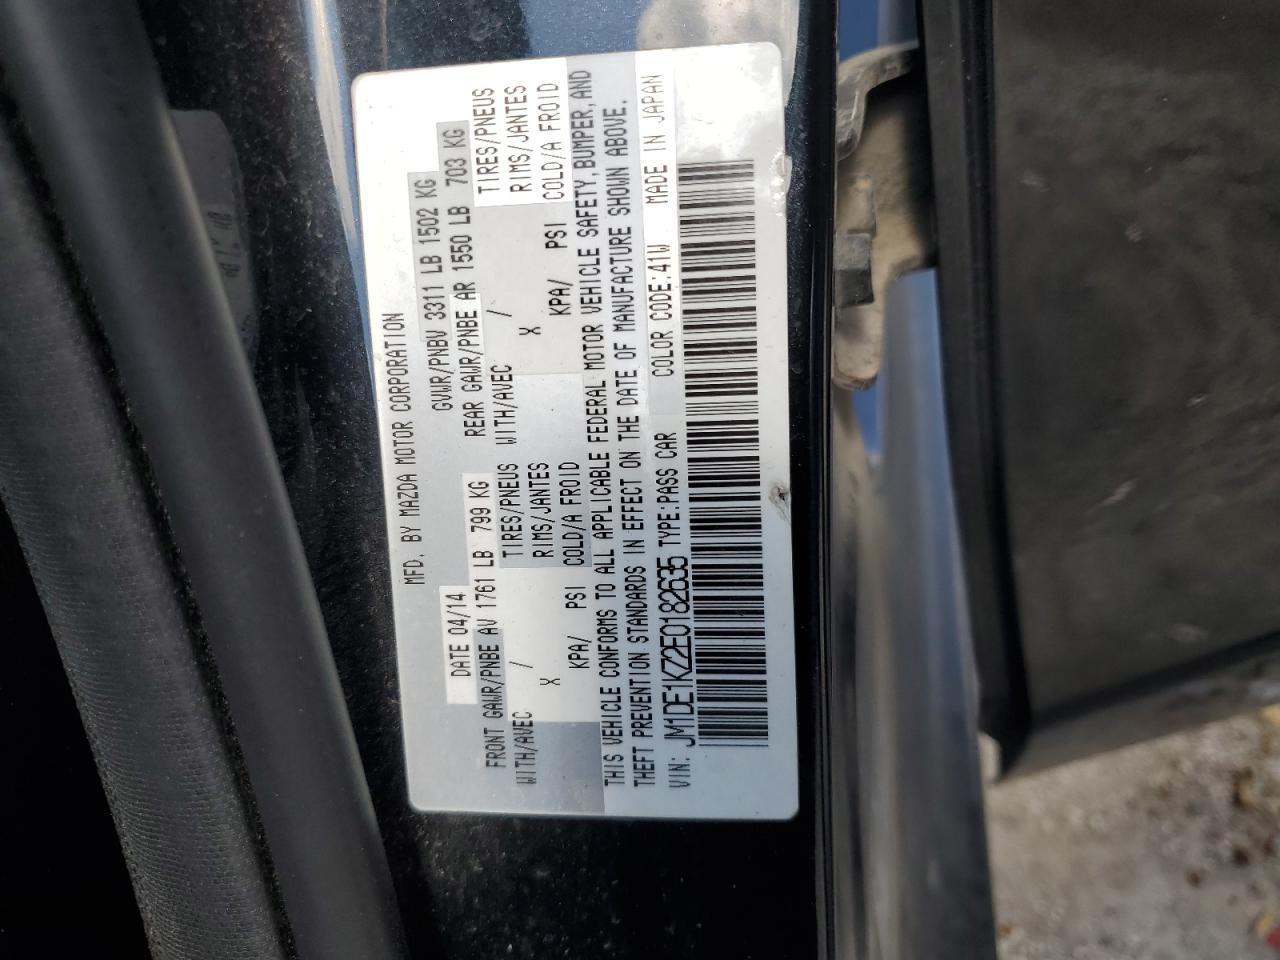 MFD. BY MAZDA MOTOR CORPORATION
DATE 04/14 GVWR/PNBV 3311 LB 1502 KG
FRONT GAWR/PNBE AV 1761 LB 799 KG REAR GAWR/PNBE AR 1550 LB 703 KG
WITH/AVEC / TIRES/PNEUS WITH/AVEC / TIRES/PNEUS
X RIMS/JANTES X RIMS/JANTES
KPA/ PSI COLD/A FROID KPA/ PSI COLD/A FROID
THIS VEHICLE CONFORMS TO ALL APPLICABLE FEDERAL MOTOR VEHICLE SAFETY, BUMPER, AND
THEFT PREVENTION STANDARDS IN EFFECT ON THE DATE OF MANUFACTURE SHOWN ABOVE.
VIN: JM1DE1KZ2E0182635 TYPE:PASS CAR COLOR CODE:41W MADE IN JAPAN